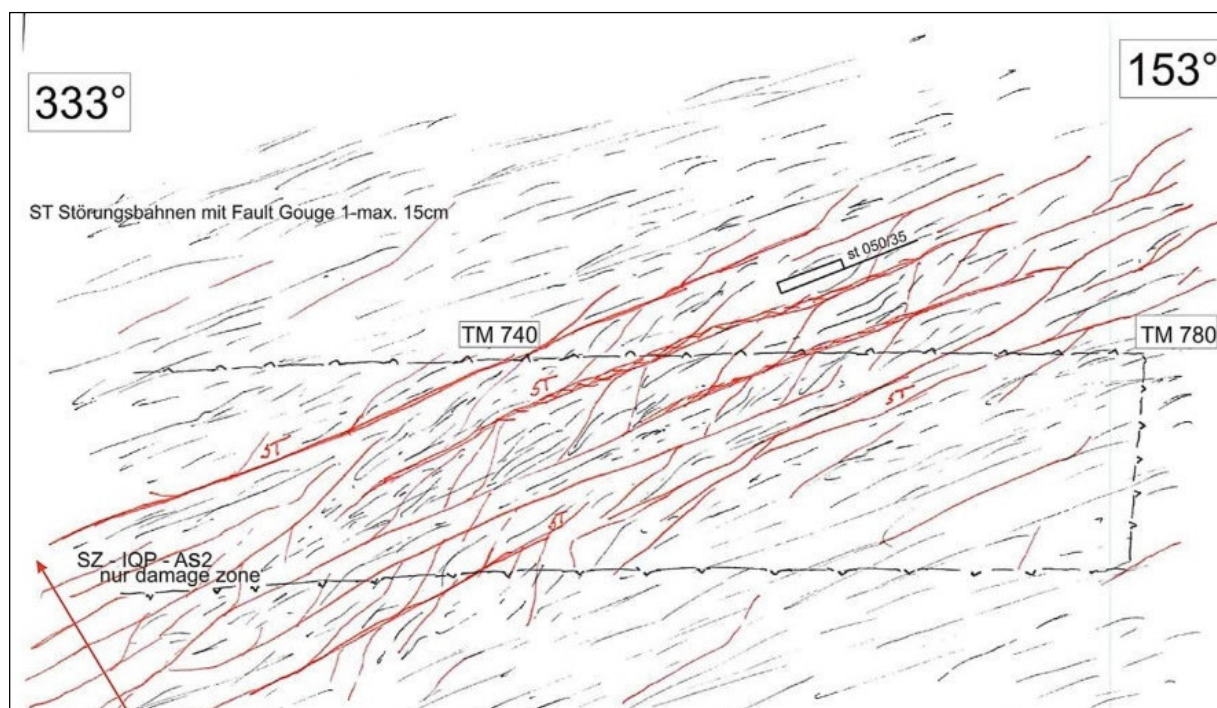 333°
153°
ST Störungsbahnen mit Fault Gouge 1-max. 15cm
st 050/35
TM 740
TM 780
ST
ST
ST
ST
SZ - IQP - AS2
nur damage zone